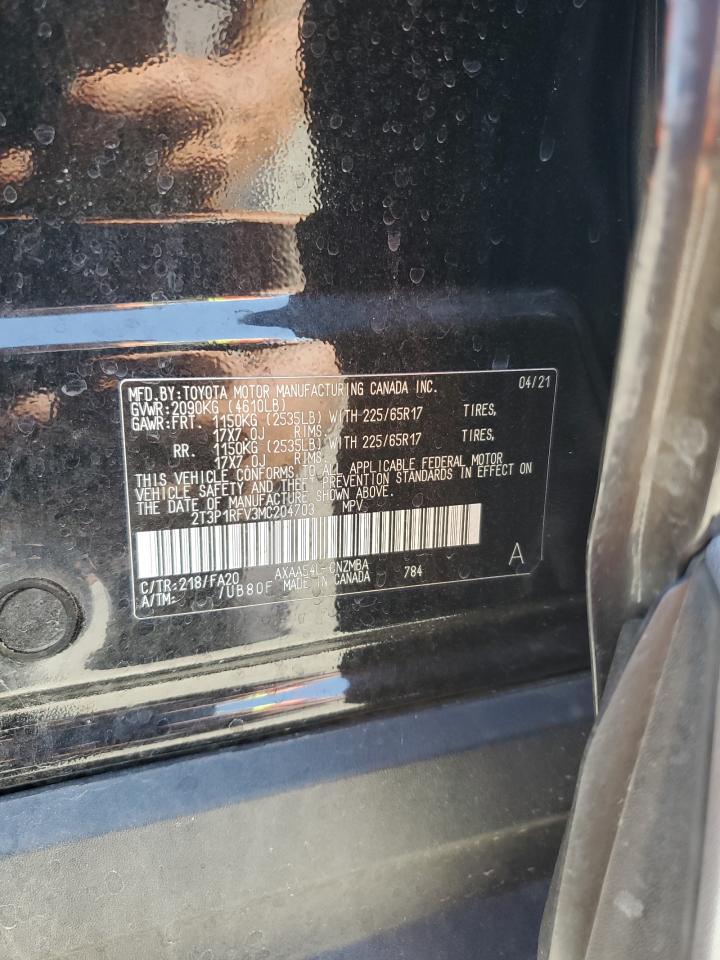 MFD.BY:TOYOTA MOTOR MANUFACTURING CANADA INC. 04/21
GVWR:2090KG (4610LB)
GAWR:FRT. 1150KG (2535LB) WITH 225/65R17 TIRES,
17X7.0J RIMS,
RR. 1150KG (2535LB) WITH 225/65R17 TIRES,
17X7.0J RIMS.
THIS VEHICLE CONFORMS TO ALL APPLICABLE FEDERAL MOTOR
VEHICLE SAFETY AND THEFT PREVENTION STANDARDS IN EFFECT ON
THE DATE OF MANUFACTURE SHOWN ABOVE.
2T3P1RFV3MC204703 MPV
C/TR:218/FA20 AXAA54L-CNZMBA 784 A
A/TM: /UB80F MADE IN CANADA